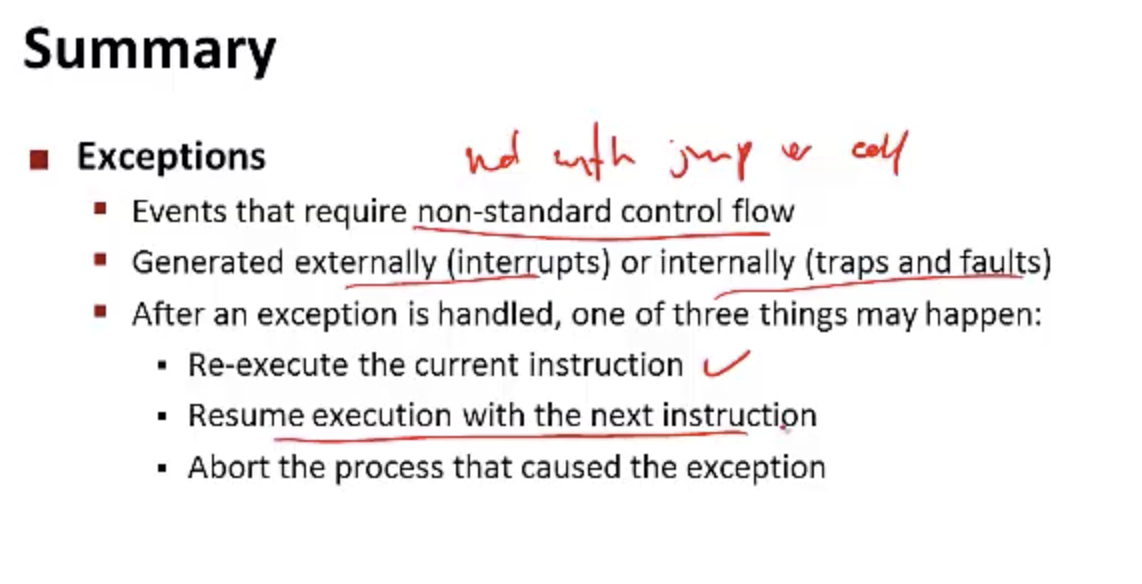 Summary
Exceptions
not with jump or call
Events that require non-standard control flow
Generated externally (interrupts) or internally (traps and faults)
After an exception is handled, one of three things may happen:
Re-execute the current instruction ✓
Resume execution with the next instruction
Abort the process that caused the exception